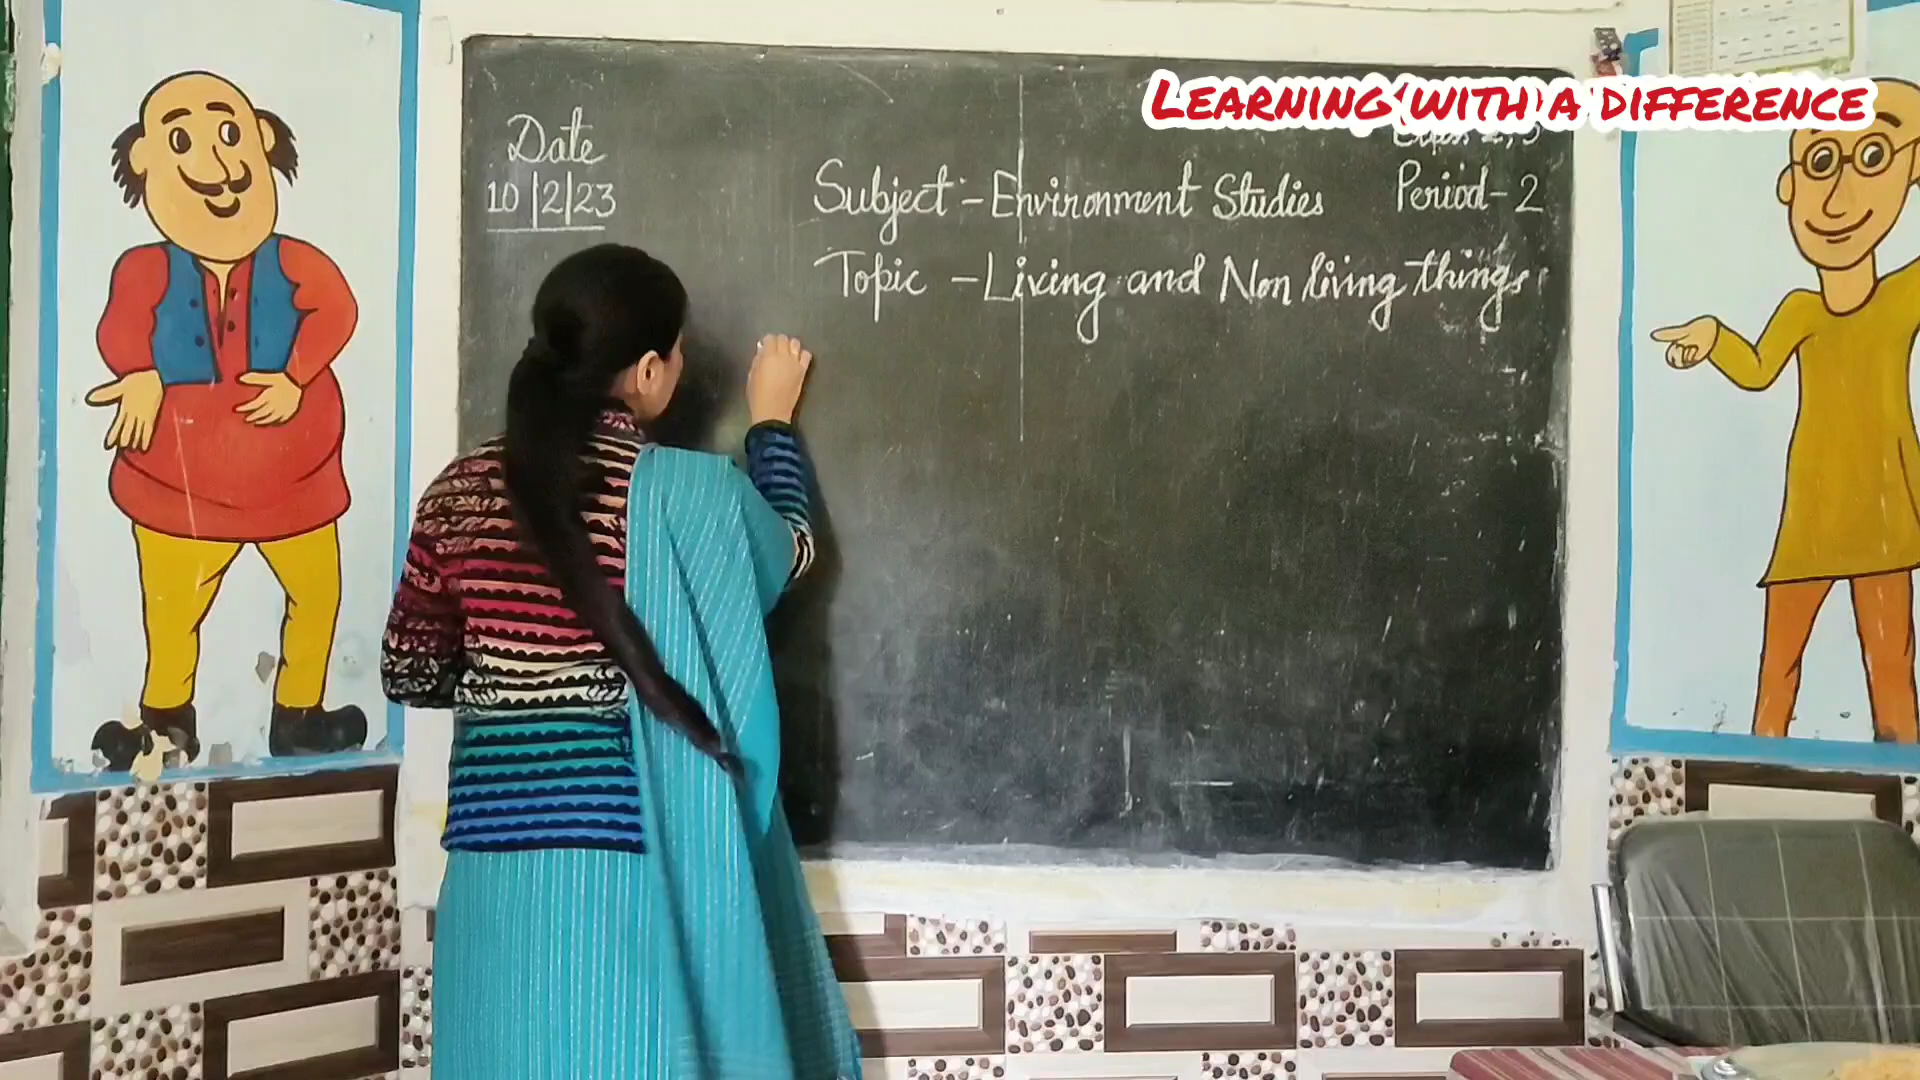 Learning with a difference
Date
10/2/23
Subject - Environment Studies
Period - 2
Topic - Living and Non living things